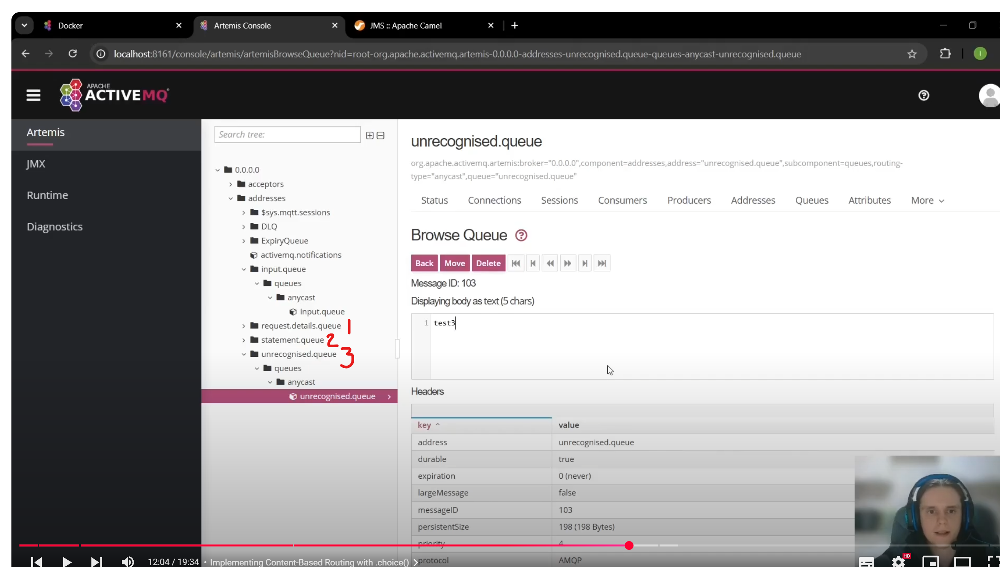 Docker
Artemis Console
JMS :: Apache Camel
localhost:8161/console/artemis/artemisBrowseQueue?nid=root-org.apache.activemq.artemis-0.0.0.0-addresses-unrecognised.queue-queues-anycast-unrecognised.queue
I
APACHE
ACTIVEMQ
Artemis
JMX
Runtime
Diagnostics
Search tree:
0.0.0.0
acceptors
addresses
$sys.mqtt.sessions
DLQ
ExpiryQueue
activemq.notifications
input.queue
queues
anycast
input.queue
request.details.queue 1
statement.queue 2
unrecognised.queue 3
queues
anycast
unrecognised.queue
unrecognised.queue
org.apache.activemq.artemis:broker="0.0.0.0",component=addresses,address="unrecognised.queue",subcomponent=queues,routing-
type="anycast",queue="unrecognised.queue"
Status Connections Sessions Consumers Producers Addresses Queues Attributes More
Browse Queue
Back Move Delete
Message ID: 103
Displaying body as text (5 chars)
1 test3
Headers
key value
address unrecognised.queue
durable true
expiration 0 (never)
largeMessage false
messageID 103
persistentSize 198 (198 Bytes)
priority 4
protocol AMQP
12:04 / 19:34 • Implementing Content-Based Routing with .choice()
HD